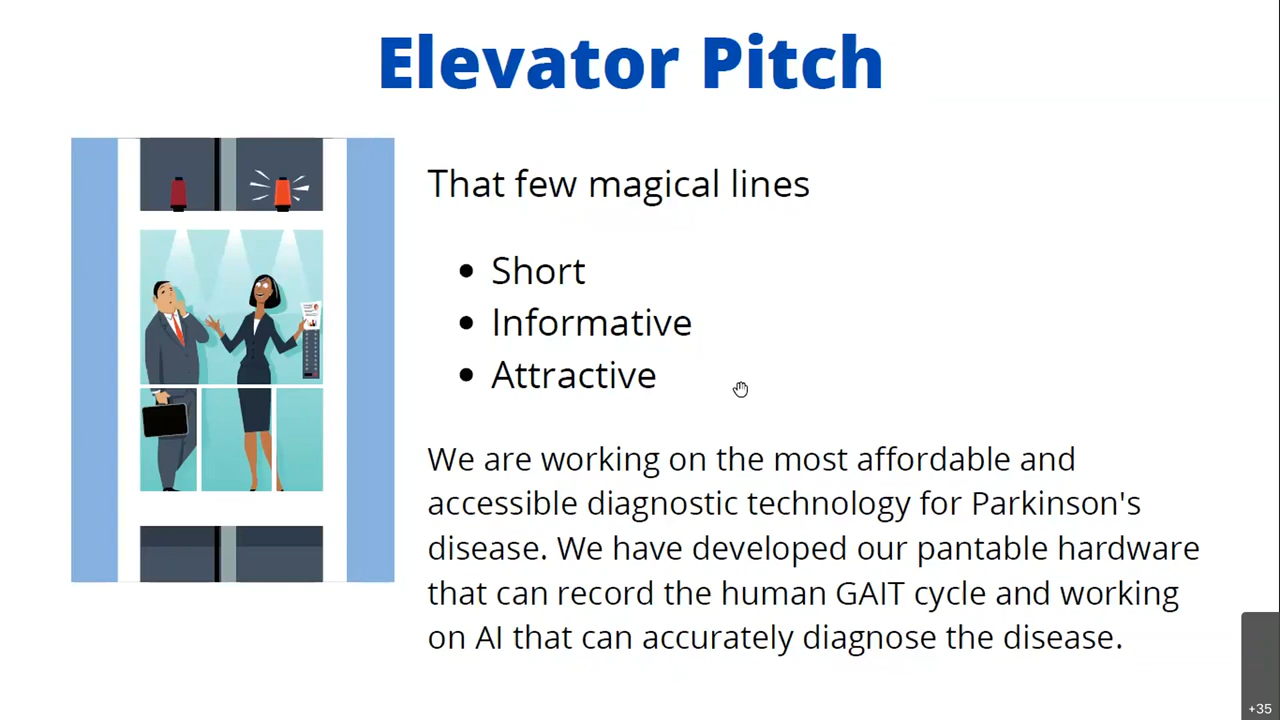 Elevator Pitch
That few magical lines
• Short
• Informative
• Attractive
We are working on the most affordable and
accessible diagnostic technology for Parkinson's
disease. We have developed our pantable hardware
that can record the human GAIT cycle and working
on AI that can accurately diagnose the disease.
+35